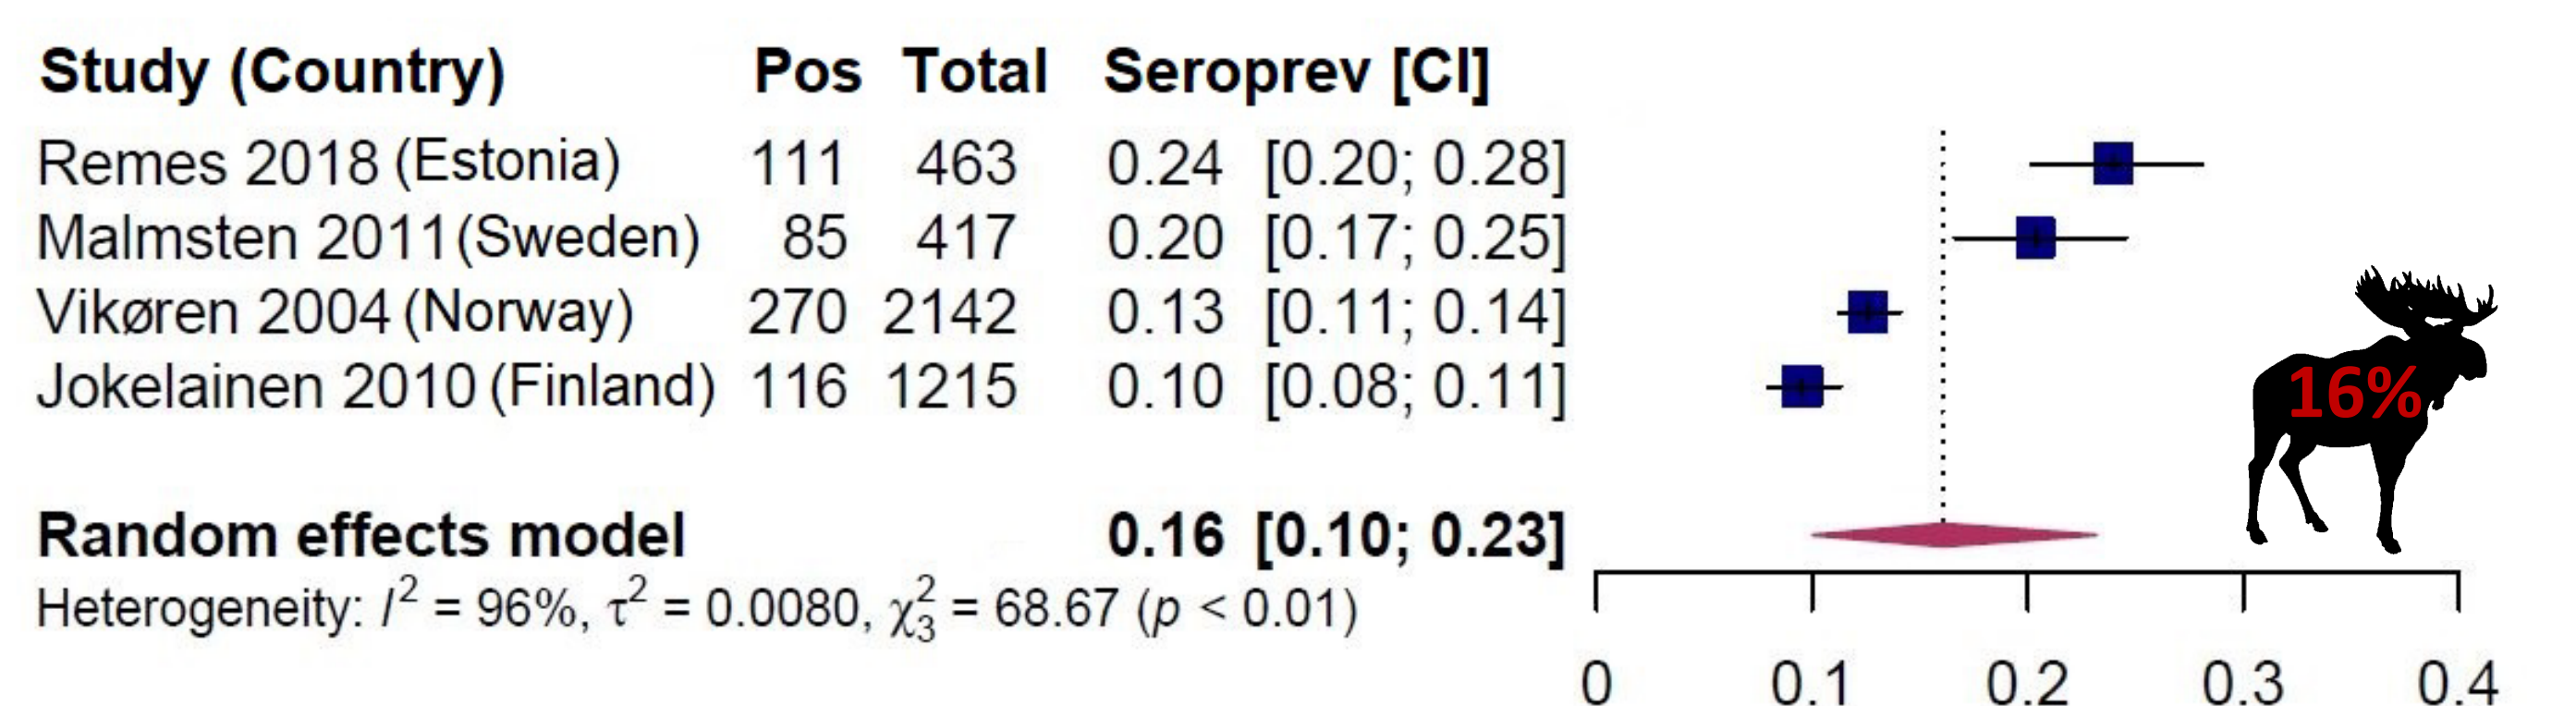 Study (Country) Pos Total Seroprev [CI]
Remes 2018 (Estonia) 111 463 0.24 [0.20; 0.28]
Malmsten 2011 (Sweden) 85 417 0.20 [0.17; 0.25]
Vikøren 2004 (Norway) 270 2142 0.13 [0.11; 0.14]
Jokelainen 2010 (Finland) 116 1215 0.10 [0.08; 0.11]
16%
Random effects model 0.16 [0.10; 0.23]
Heterogeneity: I² = 96%, τ² = 0.0080, χ²₃ = 68.67 (p < 0.01)
0 0.1 0.2 0.3 0.4